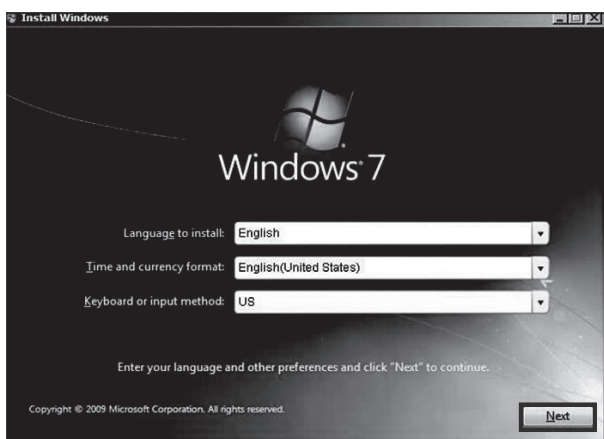 Install Windows
Windows 7
Language to install: English
Time and currency format: English(United States)
Keyboard or input method: US
Enter your language and other preferences and click "Next" to continue.
Copyright © 2009 Microsoft Corporation. All rights reserved.
Next